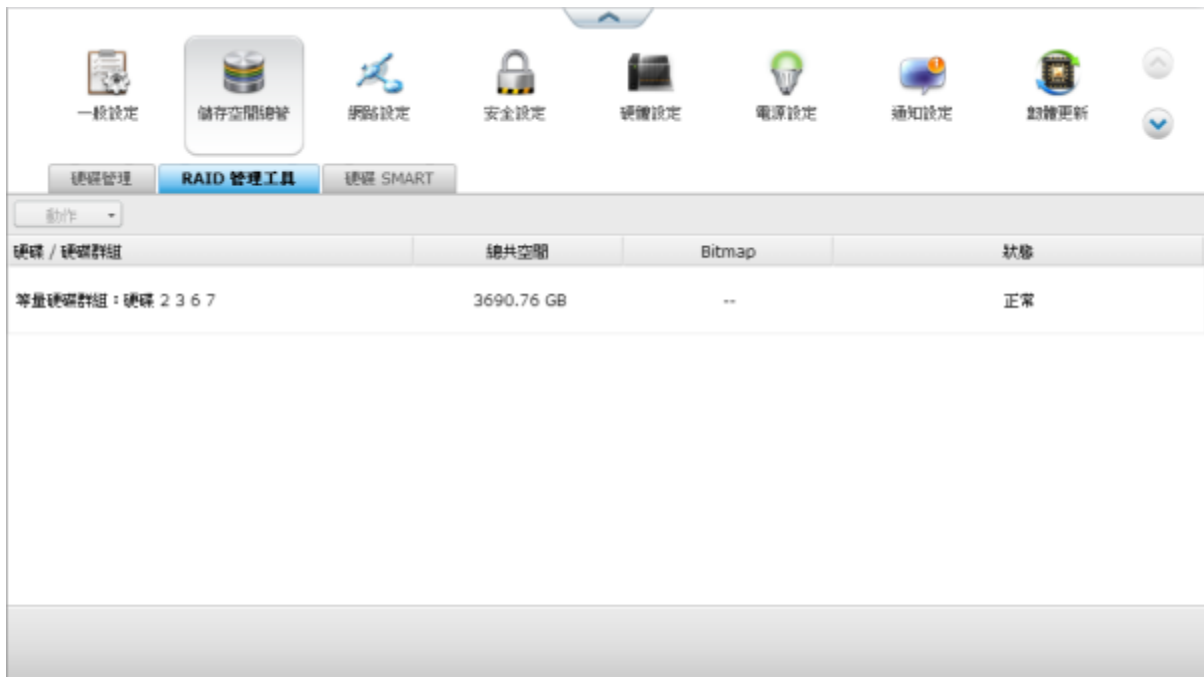 一般設定 儲存空間總管 網路設定 安全設定 硬體設定 電源設定 通知設定 韌體更新
硬碟管理 RAID 管理工具 硬碟 SMART
動作
硬碟 / 硬碟群組 總共空間 Bitmap 狀態
等量硬碟群組：硬碟 2 3 6 7 3690.76 GB -- 正常